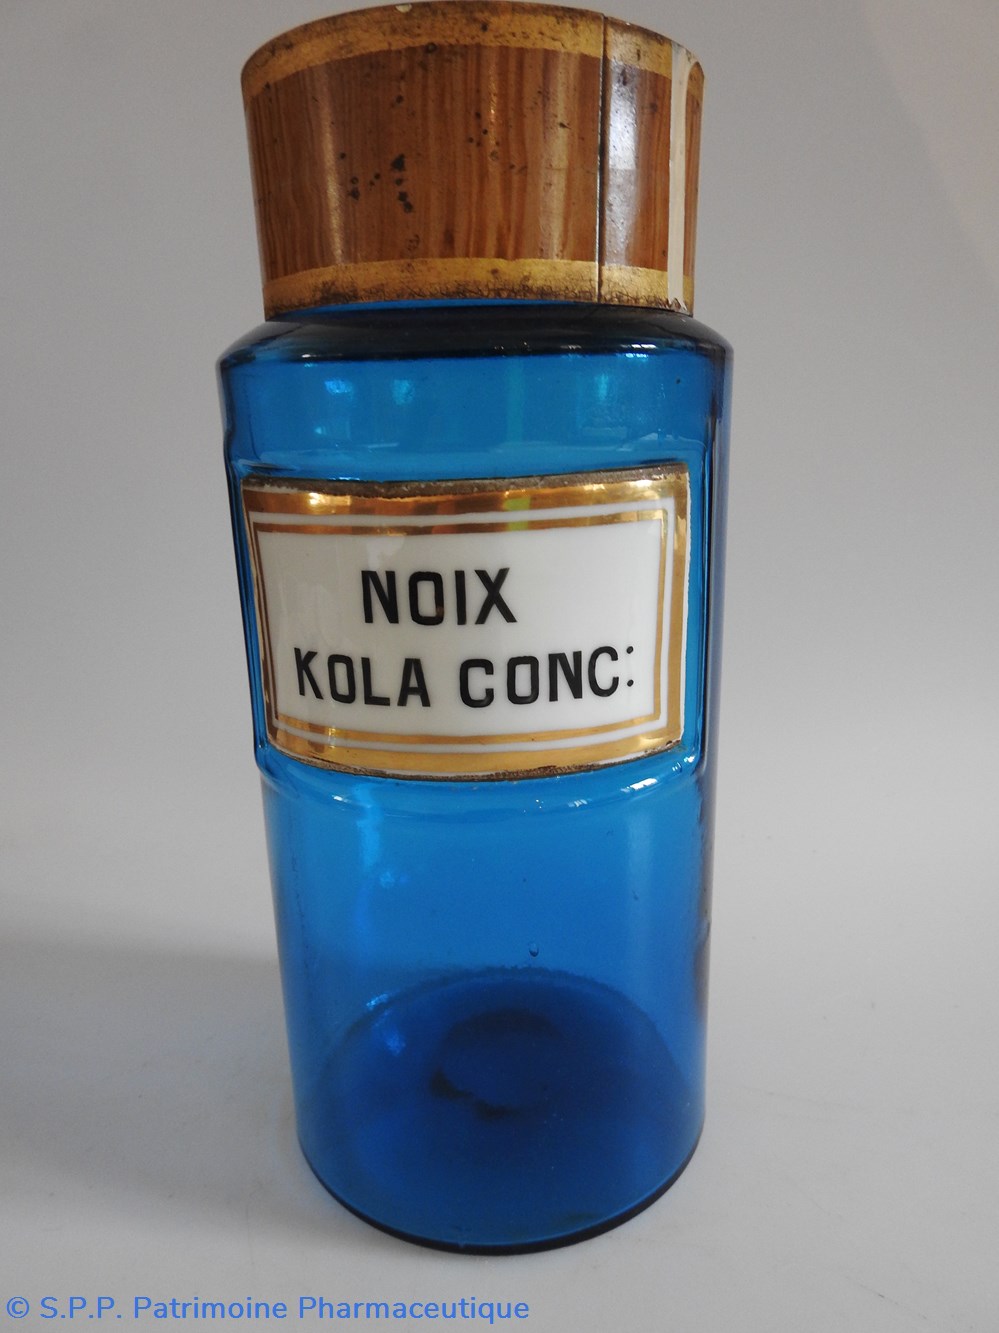 NOIX
KOLA CONC:
© S.P.P. Patrimoine Pharmaceutique